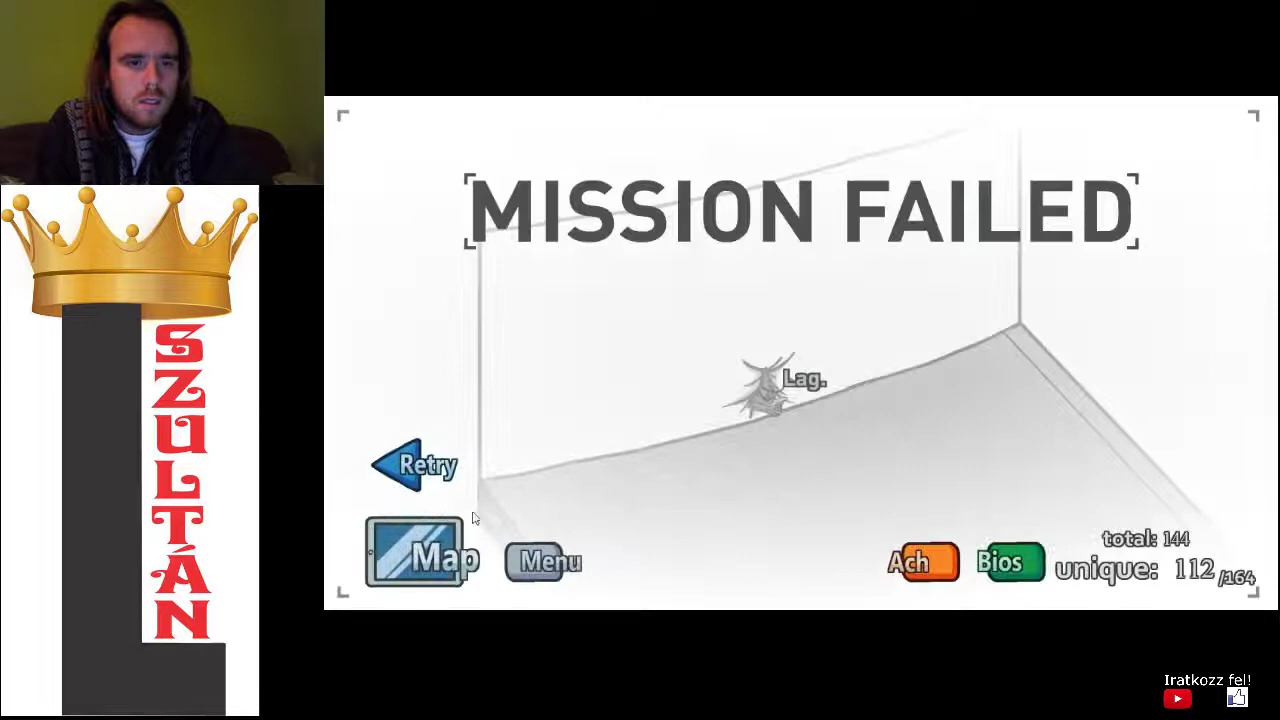 SZULTÁN
MISSION FAILED
Lag.
Retry
Map
Menu
Ach
Bios
total: 144
unique: 112/164
Iratkozz fel!